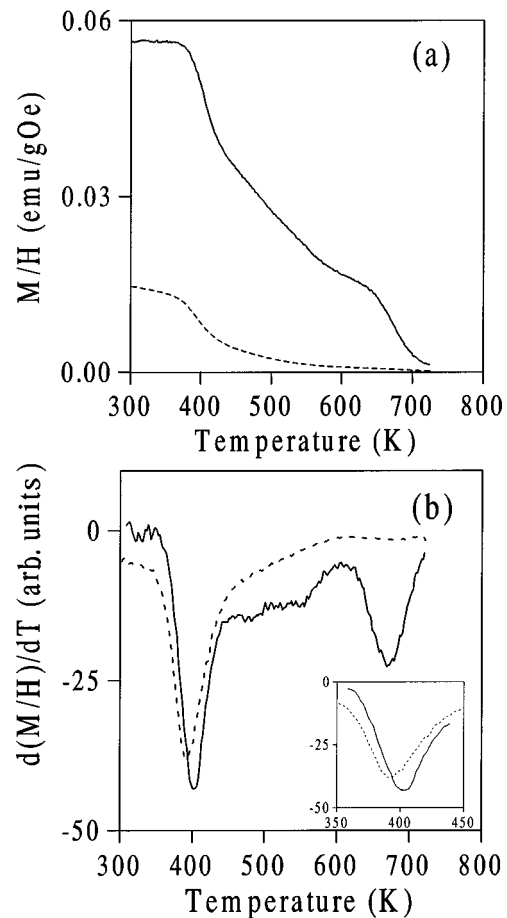 0.06
(a)
M/H (emu/gOe)
0.03
0.00
300 400 500 600 700 800
Temperature (K)
(b)
d(M/H)/dT (arb. units)
0
-25
-50
0
-25
-50
350 400 450
300 400 500 600 700 800
Temperature (K)